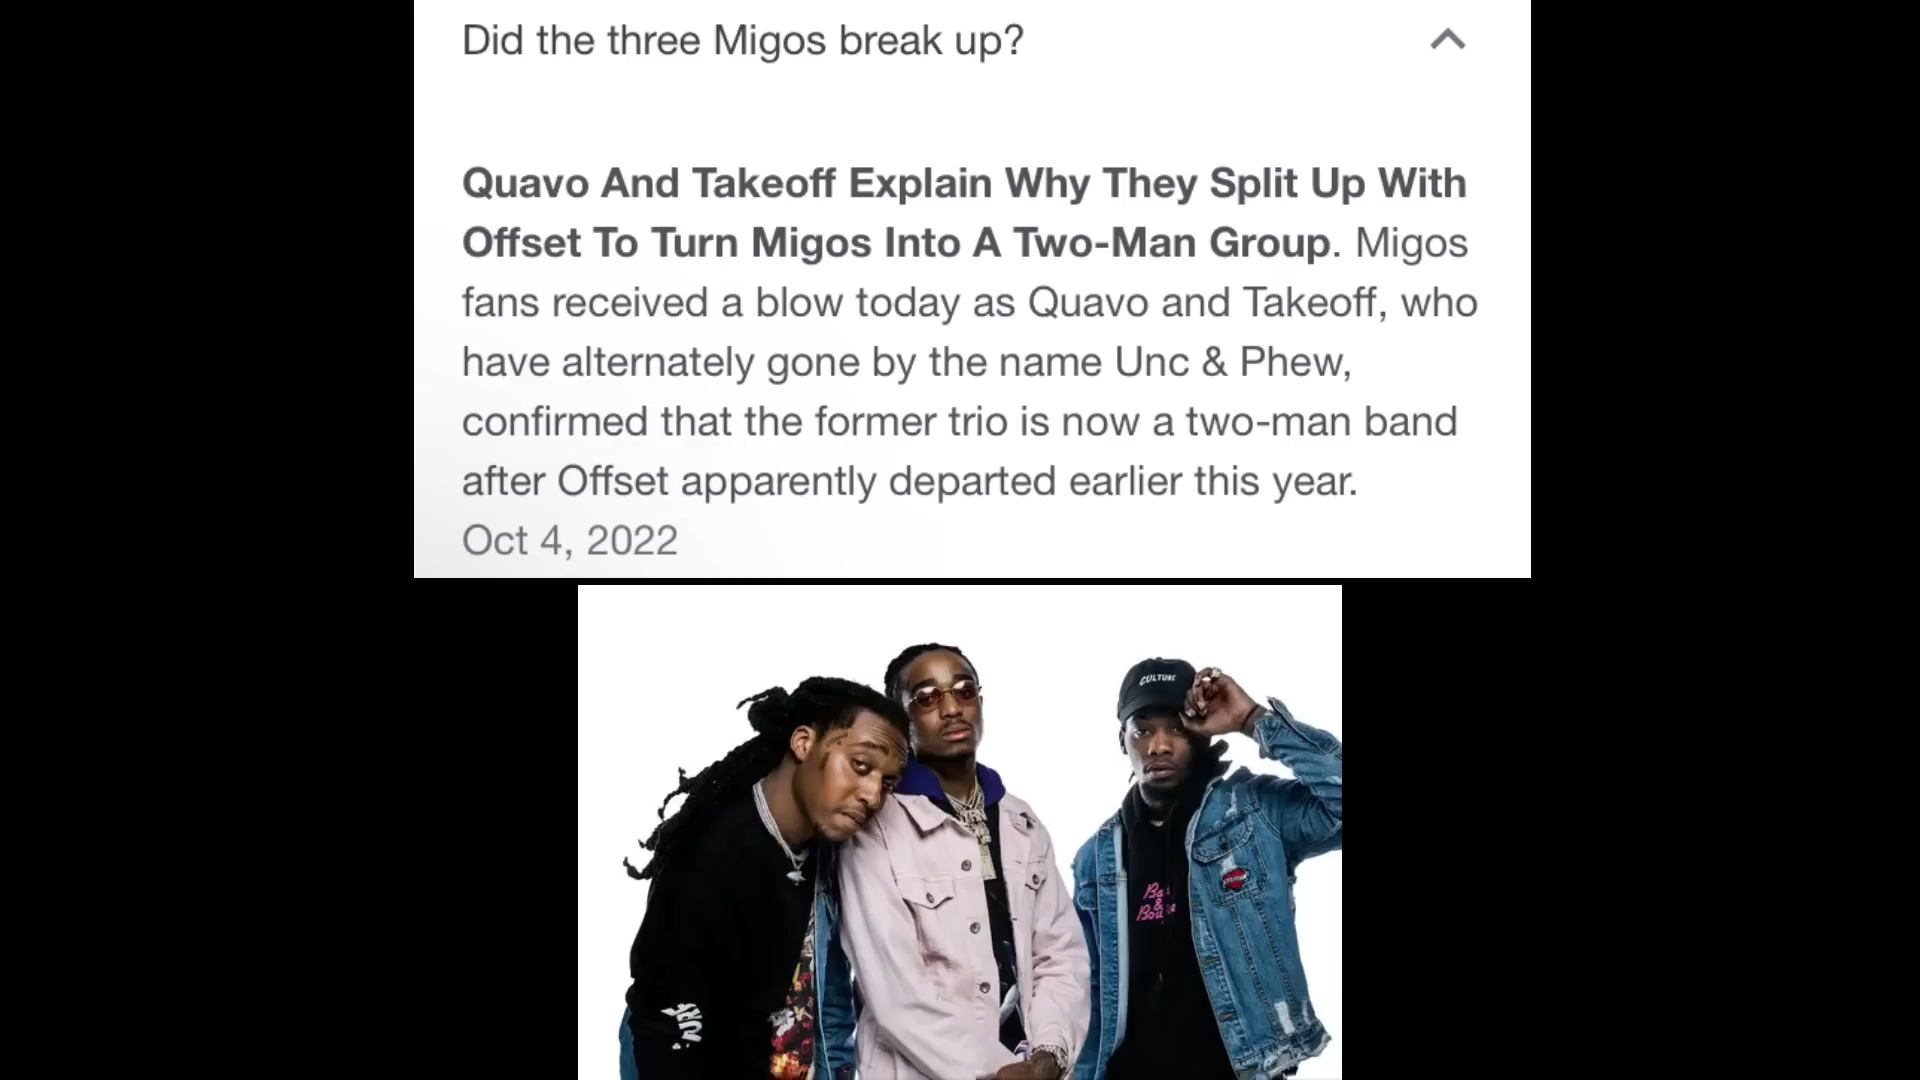 Did the three Migos break up?
Quavo And Takeoff Explain Why They Split Up With
Offset To Turn Migos Into A Two-Man Group. Migos
fans received a blow today as Quavo and Takeoff, who
have alternately gone by the name Unc & Phew,
confirmed that the former trio is now a two-man band
after Offset apparently departed earlier this year.
Oct 4, 2022
CULTURE